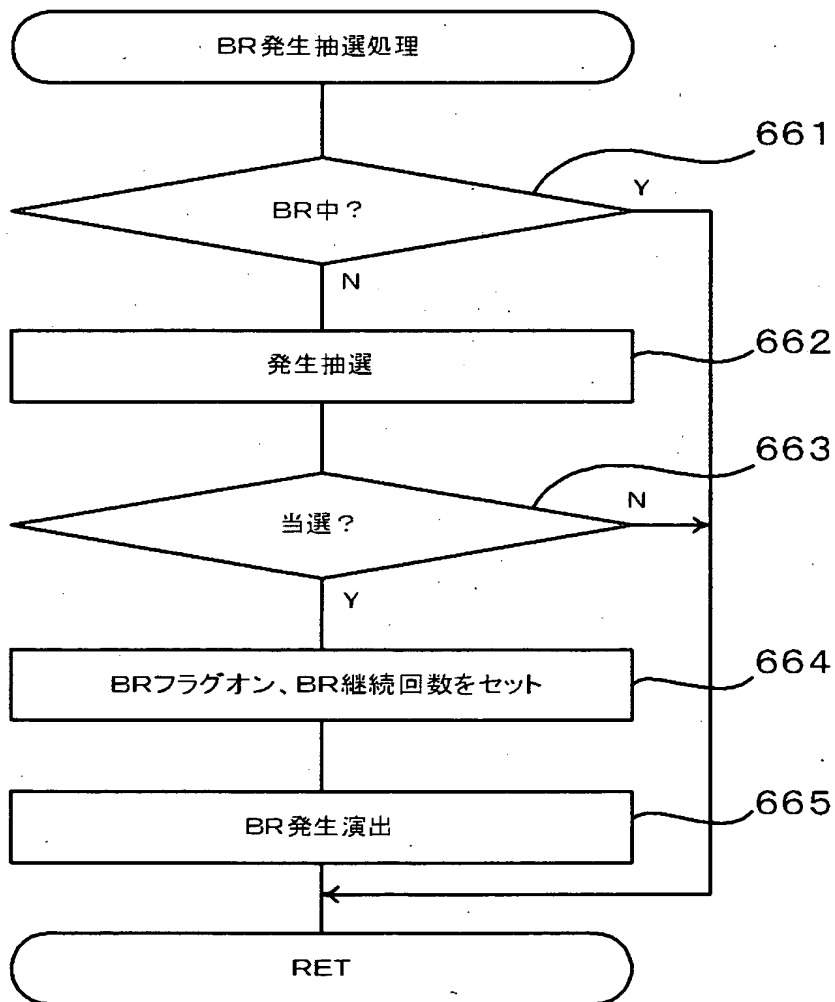 BR発生抽選処理
661
BR中？
Y
N
662
発生抽選
663
当選？
N
Y
664
BRフラグオン、BR継続回数をセット
665
BR発生演出
RET